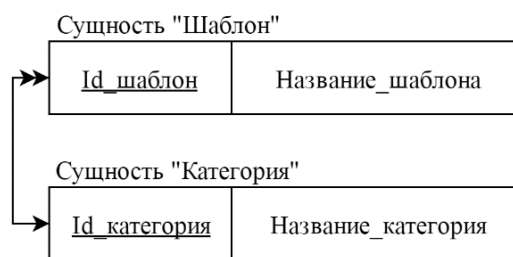 Сущность "Шаблон"
Id_шаблон Название_шаблона
Сущность "Категория"
Id_категория Название_категория